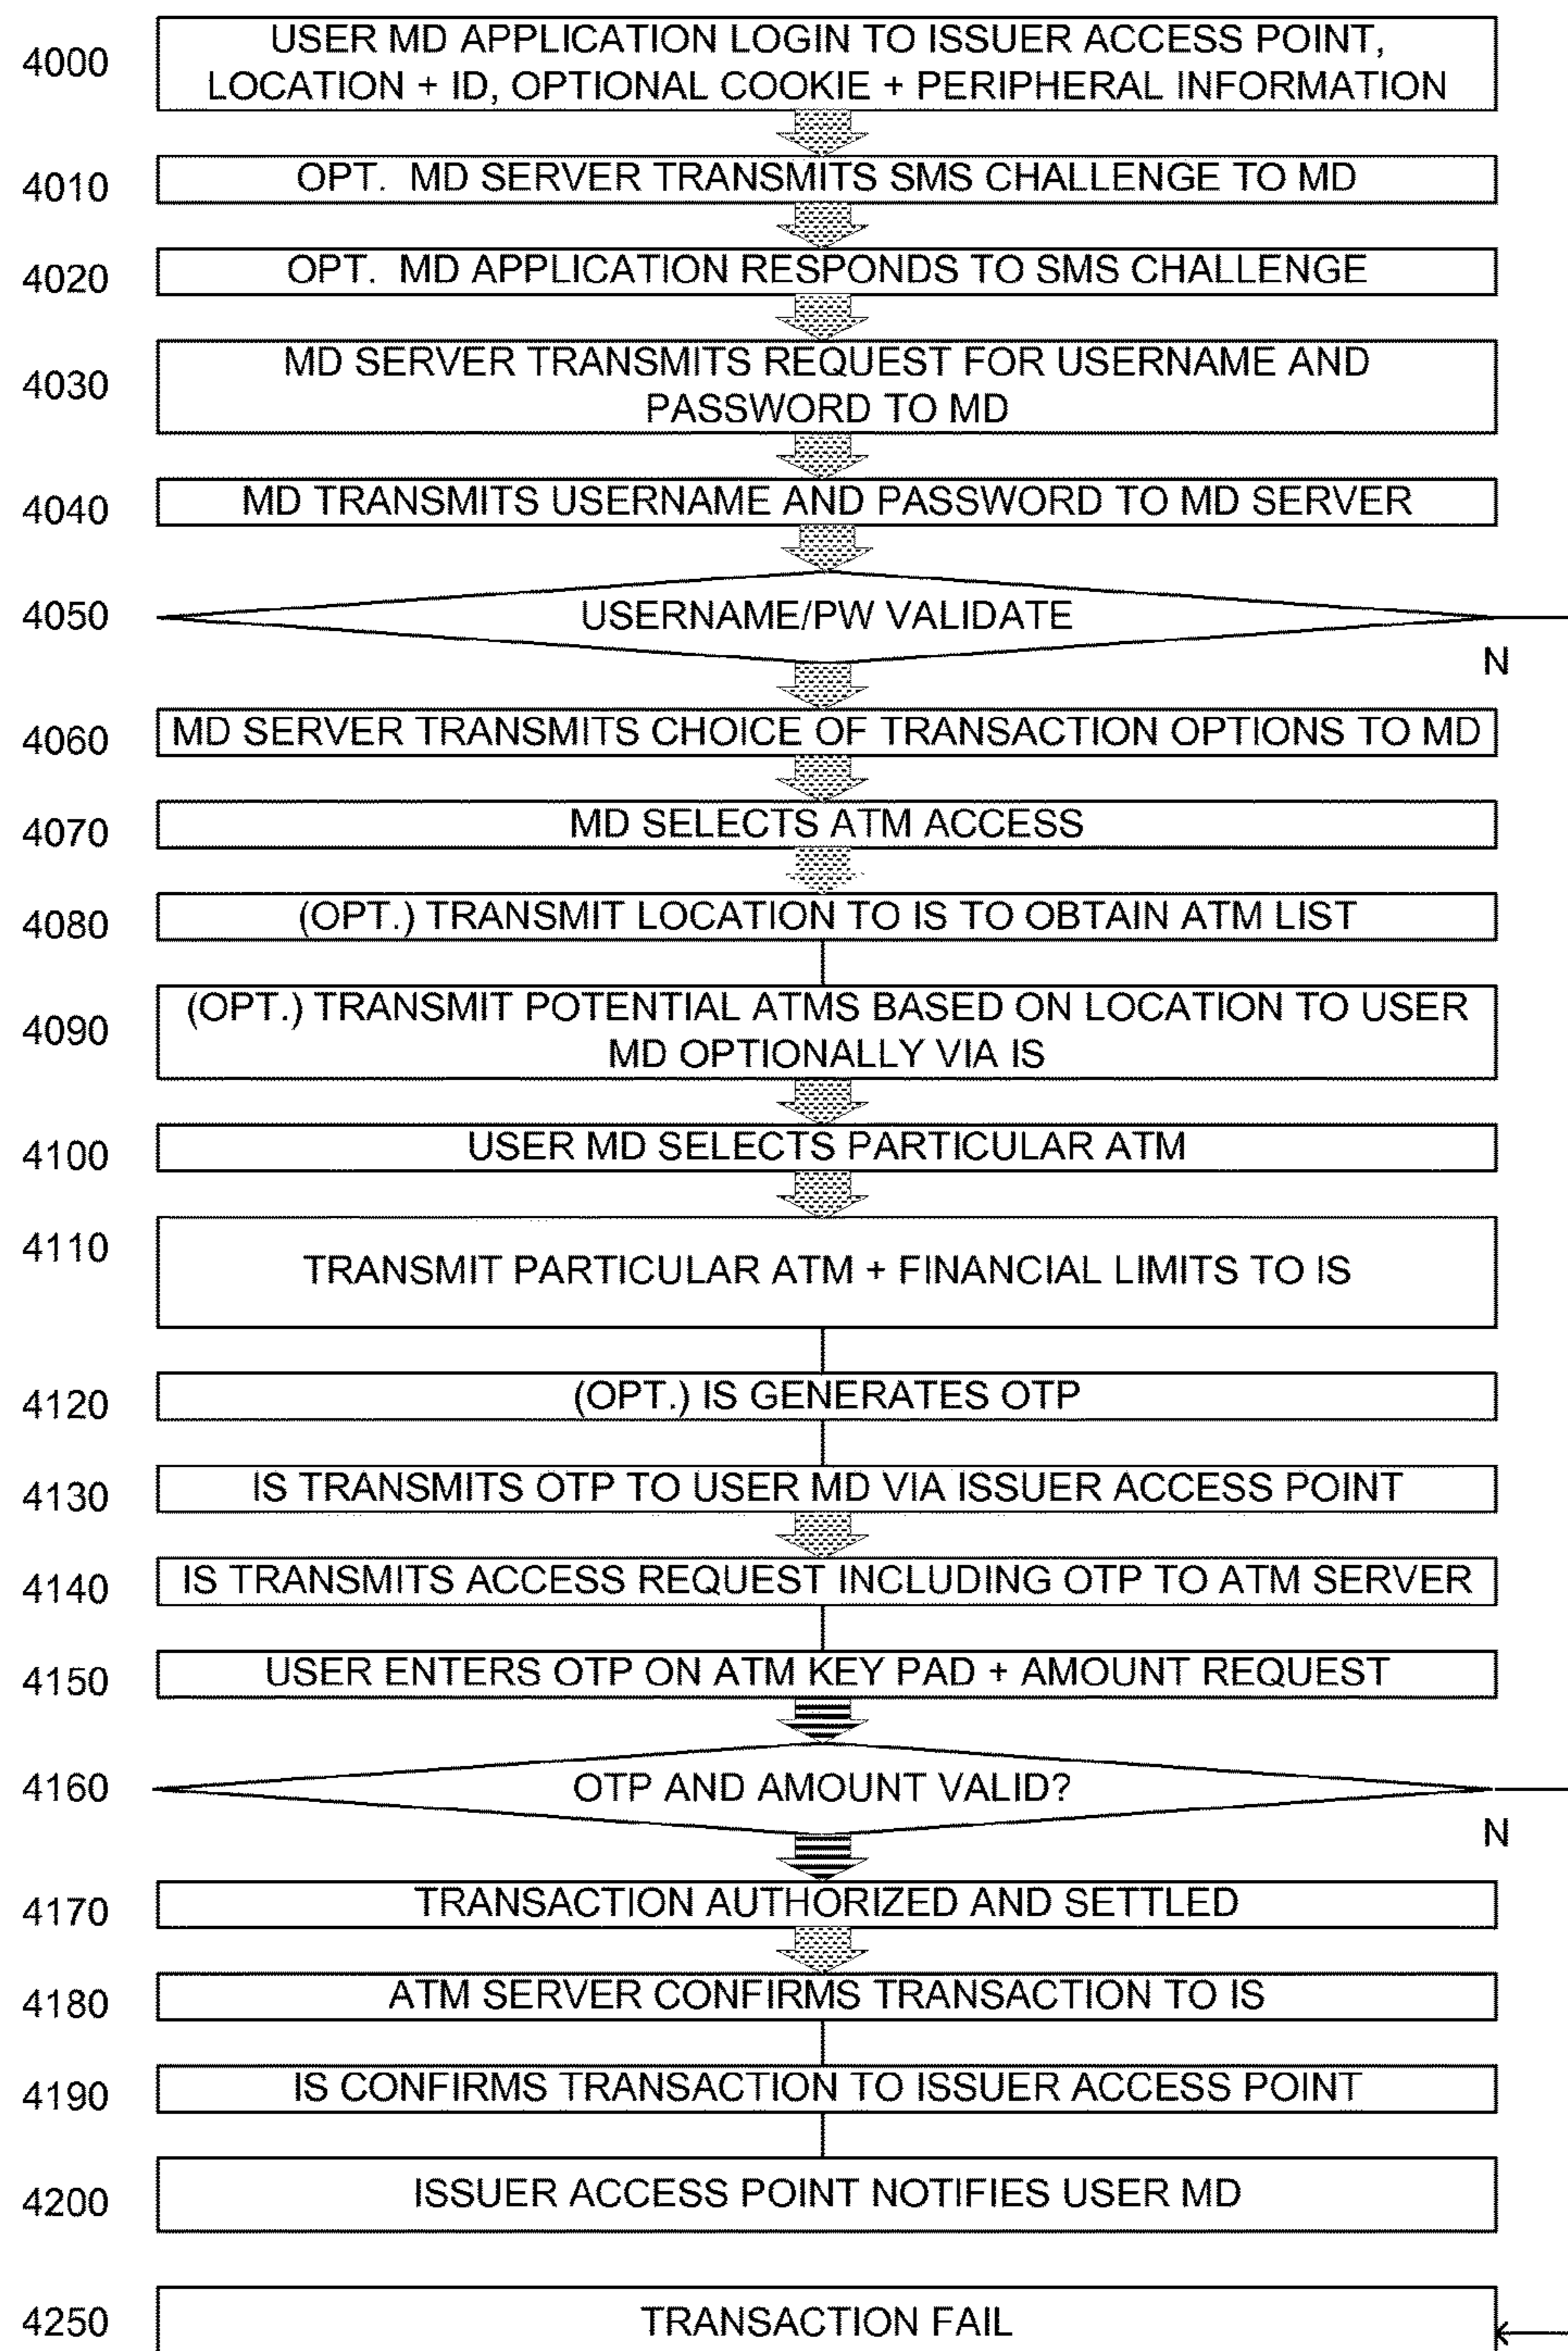 4000
USER MD APPLICATION LOGIN TO ISSUER ACCESS POINT,
LOCATION + ID, OPTIONAL COOKIE + PERIPHERAL INFORMATION
4010
OPT. MD SERVER TRANSMITS SMS CHALLENGE TO MD
4020
OPT. MD APPLICATION RESPONDS TO SMS CHALLENGE
4030
MD SERVER TRANSMITS REQUEST FOR USERNAME AND
PASSWORD TO MD
4040
MD TRANSMITS USERNAME AND PASSWORD TO MD SERVER
4050
USERNAME/PW VALIDATE
N
4060
MD SERVER TRANSMITS CHOICE OF TRANSACTION OPTIONS TO MD
4070
MD SELECTS ATM ACCESS
4080
(OPT.) TRANSMIT LOCATION TO IS TO OBTAIN ATM LIST
4090
(OPT.) TRANSMIT POTENTIAL ATMS BASED ON LOCATION TO USER
MD OPTIONALLY VIA IS
4100
USER MD SELECTS PARTICULAR ATM
4110
TRANSMIT PARTICULAR ATM + FINANCIAL LIMITS TO IS
4120
(OPT.) IS GENERATES OTP
4130
IS TRANSMITS OTP TO USER MD VIA ISSUER ACCESS POINT
4140
IS TRANSMITS ACCESS REQUEST INCLUDING OTP TO ATM SERVER
4150
USER ENTERS OTP ON ATM KEY PAD + AMOUNT REQUEST
4160
OTP AND AMOUNT VALID?
N
4170
TRANSACTION AUTHORIZED AND SETTLED
4180
ATM SERVER CONFIRMS TRANSACTION TO IS
4190
IS CONFIRMS TRANSACTION TO ISSUER ACCESS POINT
4200
ISSUER ACCESS POINT NOTIFIES USER MD
4250
TRANSACTION FAIL